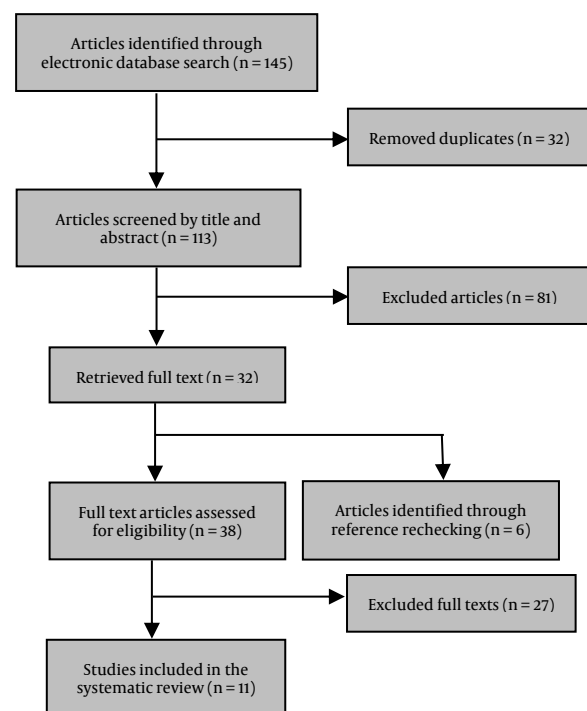 Articles identified through
electronic database search (n = 145)
Removed duplicates (n = 32)
Articles screened by title and
abstract (n = 113)
Excluded articles (n = 81)
Retrieved full text (n = 32)
Full text articles assessed
for eligibility (n = 38)
Articles identified through
reference rechecking (n = 6)
Excluded full texts (n = 27)
Studies included in the
systematic review (n = 11)